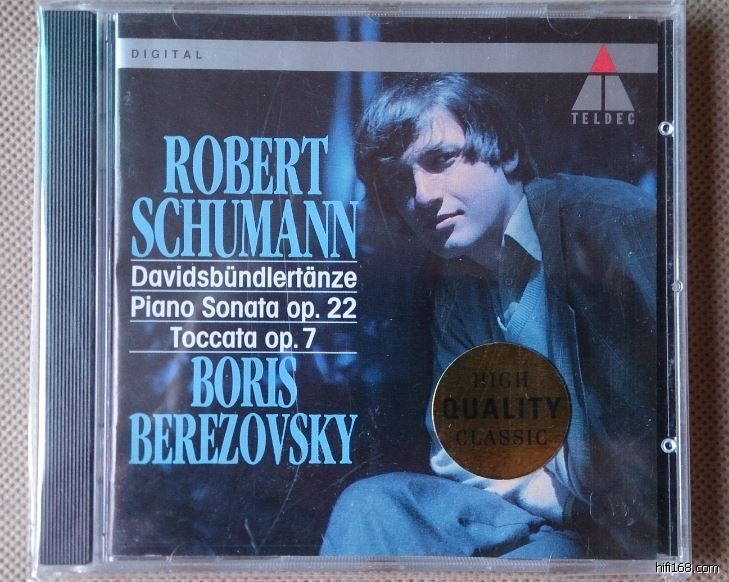 DIGITAL
TELDEC
ROBERT
SCHUMANN
Davidsbündlertänze
Piano Sonata op. 22
Toccata op. 7
BORIS
BEREZOVSKY
HIGH
QUALITY
CLASSIC
hifi168.com